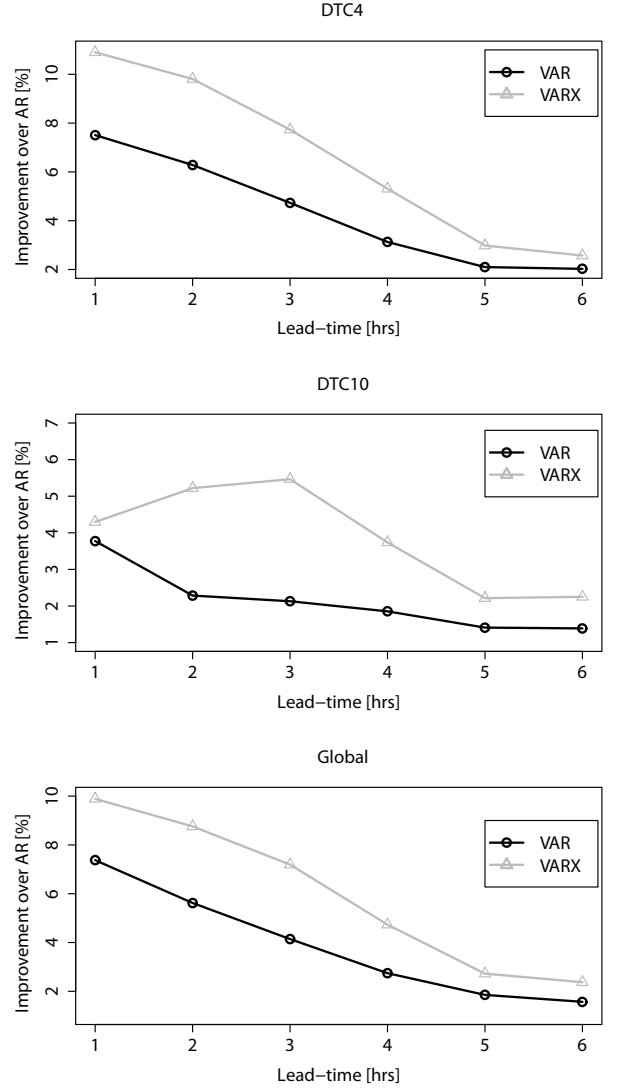 DTC4
Improvement over AR [%]
10
8
6
4
2
VAR
VARX
1 2 3 4 5 6
Lead−time [hrs]
DTC10
Improvement over AR [%]
7
6
5
4
3
2
1
VAR
VARX
1 2 3 4 5 6
Lead−time [hrs]
Global
Improvement over AR [%]
10
8
6
4
2
VAR
VARX
1 2 3 4 5 6
Lead−time [hrs]